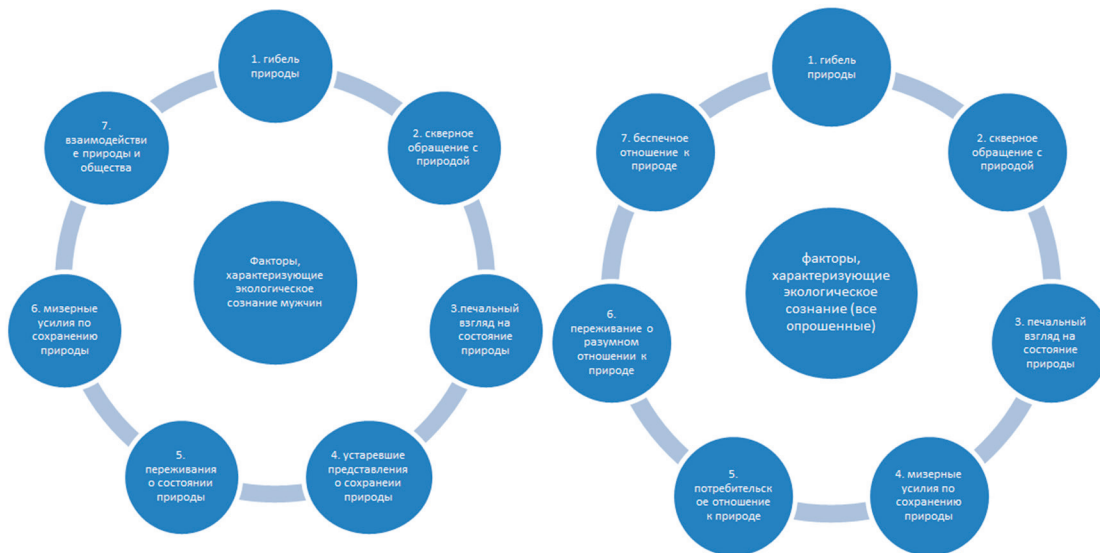 1. гибель
природы
2. скверное
обращение с
природой
3.печальный
взгляд на
состояние
природы
4. устаревшие
представления
о сохранеии
природы
5.
переживания
о состоянии
природы
6. мизерные
усилия по
сохранению
природы
7.
взаимодействи
е природы и
общества
Факторы,
характеризующие
экологическое
сознание мужчин
1. гибель
природы
2. скверное
обращение с
природой
3. печальный
взгляд на
состояние
природы
4. мизерные
усилия по
сохранению
природы
5.
потребительск
ое отношение
к природе
6.
переживание о
разумном
отношении к
природе
7. беспечное
отношение к
природе
факторы,
характеризующие
экологическое
сознание (все
опрошенные)